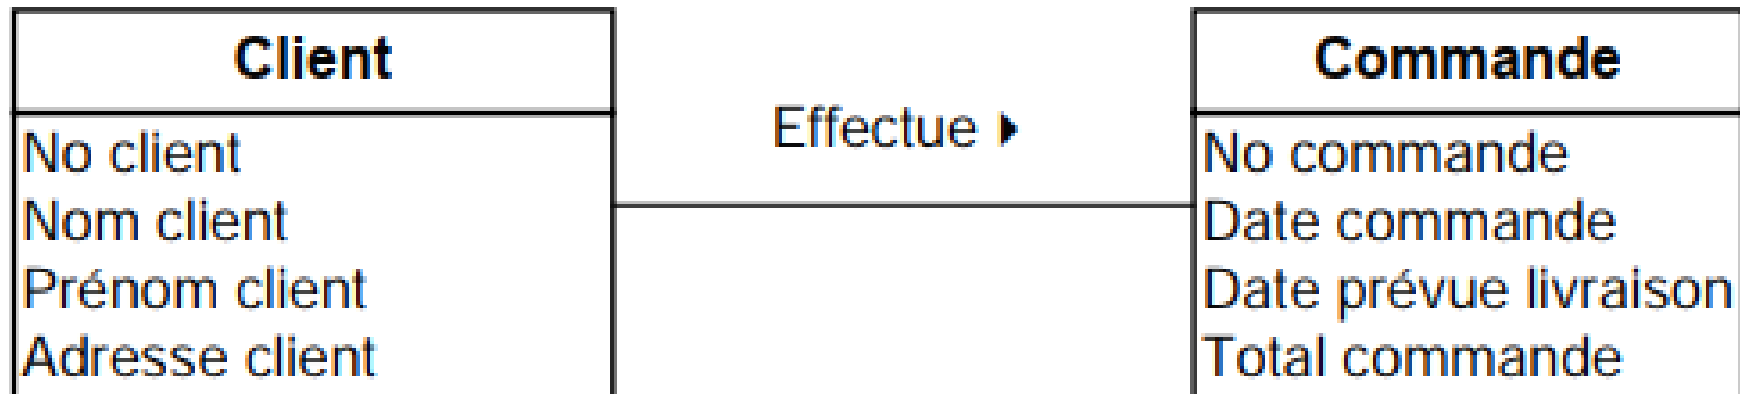 Client
No client
Nom client
Prénom client
Adresse client
Effectue
Commande
No commande
Date commande
Date prévue livraison
Total commande